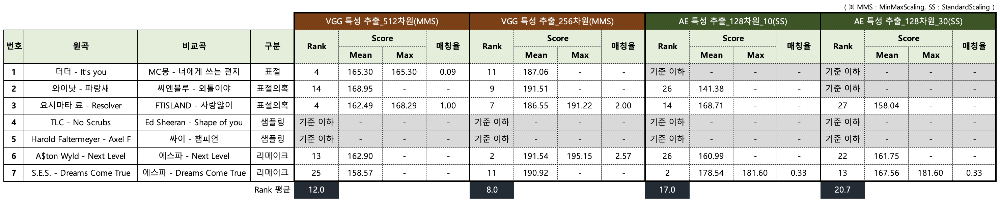 ( ※ MMS : MinMaxScaling, SS : StandardScaling )
VGG 특성 추출_512차원(MMS) VGG 특성 추출_256차원(MMS) AE 특성 추출_128차원_10(SS) AE 특성 추출_128차원_30(SS)
번호 원곡 비교곡 구분 Rank Score 매칭율 Rank Score 매칭율 Rank Score 매칭율 Rank Score 매칭율
Mean Max Mean Max Mean Max Mean Max
1 더더 - It's you MC몽 - 너에게 쓰는 편지 표절 4 165.30 165.30 0.09 11 187.06 - - 기준 이하 - - - 기준 이하 - - -
2 와이낫 - 파랑새 씨엔블루 - 외톨이야 표절의혹 14 168.95 - - 9 191.51 - - 26 141.38 - - 기준 이하 - - -
3 요시마타 료 - Resolver FTISLAND - 사랑앓이 표절의혹 4 162.49 168.29 1.00 7 186.55 191.22 2.00 14 168.71 - - 27 158.04 - -
4 TLC - No Scrubs Ed Sheeran - Shape of you 샘플링 기준 이하 - - - 기준 이하 - - - 기준 이하 - - - 기준 이하 - - -
5 Harold Faltermeyer - Axel F 싸이 - 챔피언 샘플링 기준 이하 - - - 기준 이하 - - - 기준 이하 - - - 기준 이하 - - -
6 A$ton Wyld - Next Level 에스파 - Next Level 리메이크 13 162.90 - - 2 191.54 195.15 2.57 26 160.99 - - 22 161.75 - -
7 S.E.S. - Dreams Come True 에스파 - Dreams Come True 리메이크 25 158.57 - - 11 190.92 - - 2 178.54 181.60 0.33 13 167.56 181.60 0.33
Rank 평균 12.0 8.0 17.0 20.7